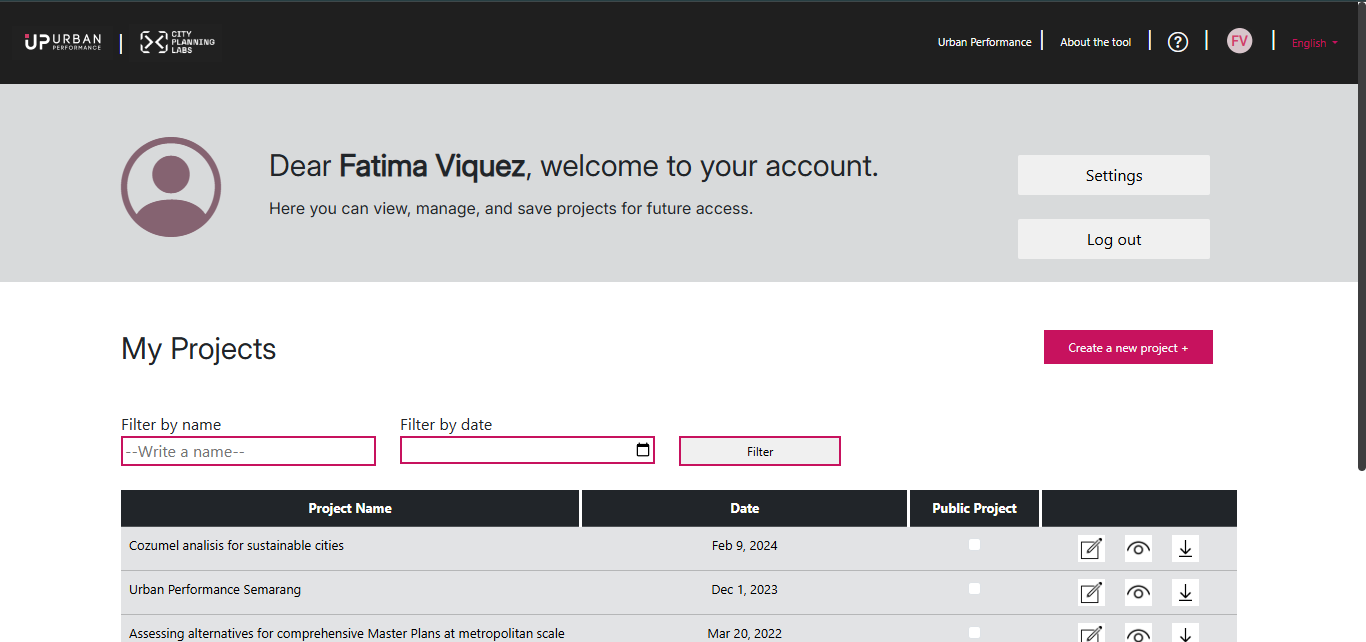 UP URBAN PERFORMANCE | CITY PLANNING LABS
Urban Performance | About the tool | ? | FV | English
Dear Fatima Viquez, welcome to your account.
Here you can view, manage, and save projects for future access.
Settings
Log out
My Projects
Create a new project +
Filter by name
Filter by date
--Write a name--
Filter
Project Name Date Public Project
Cozumel analisis for sustainable cities Feb 9, 2024
Urban Performance Semarang Dec 1, 2023
Assessing alternatives for comprehensive Master Plans at metropolitan scale Mar 20, 2022